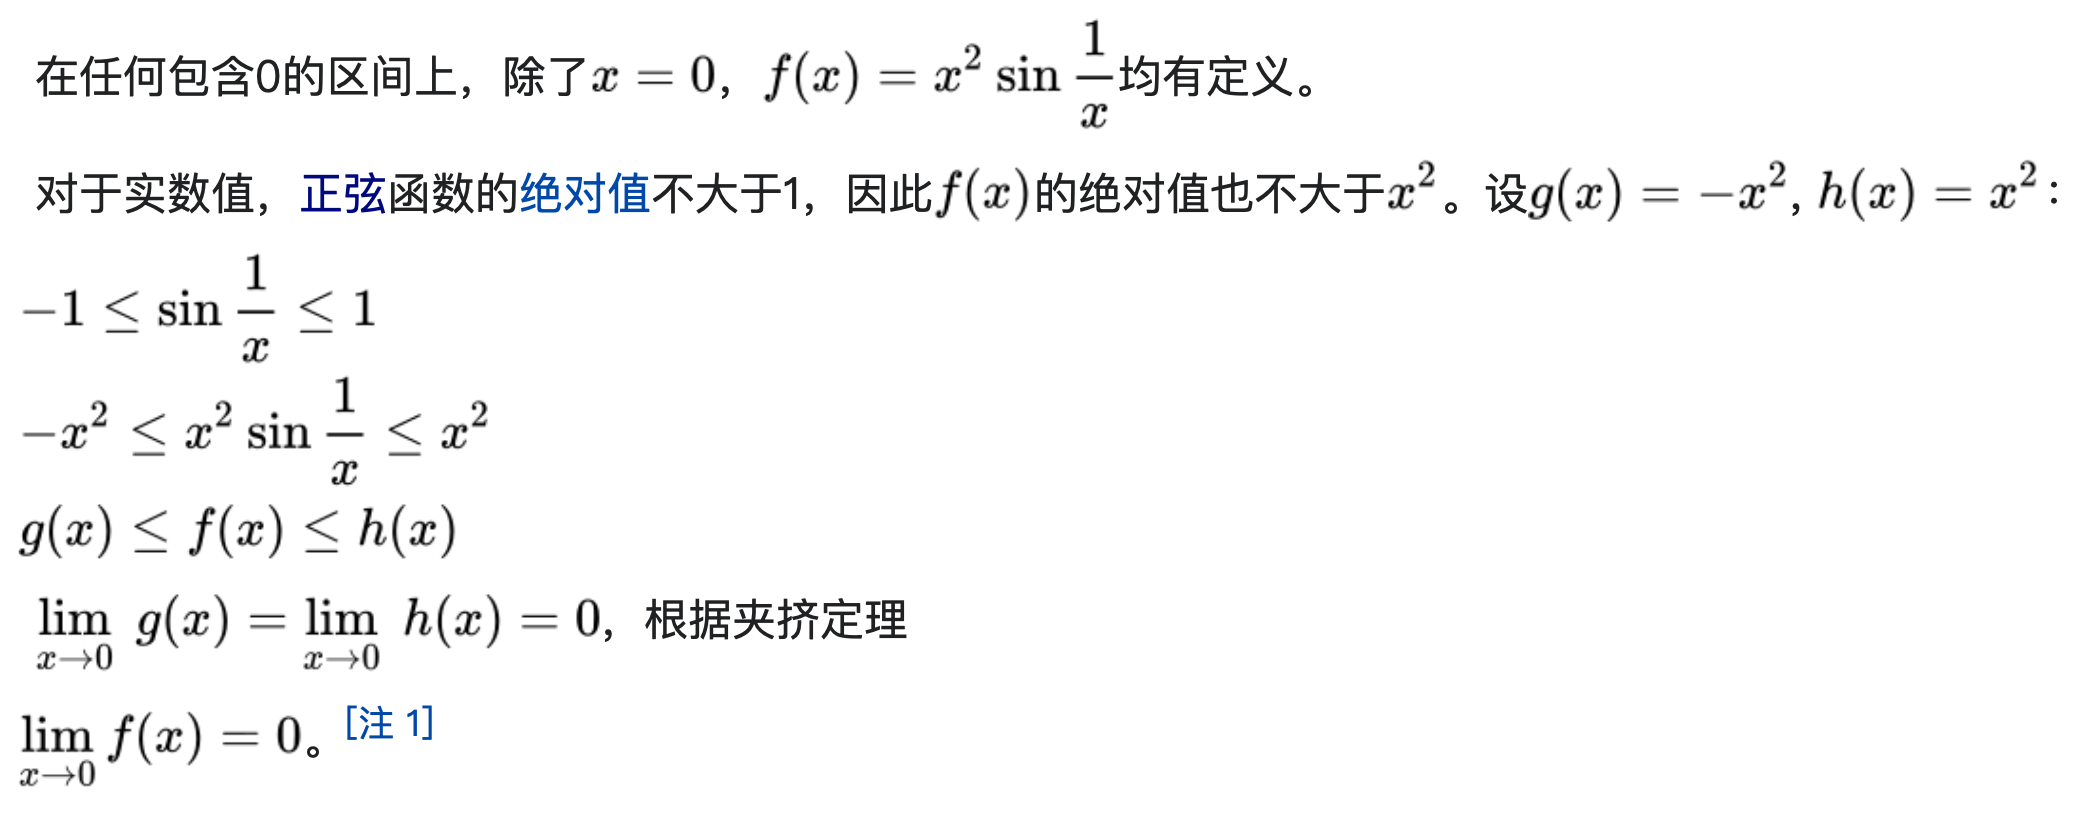 在任何包含0的区间上，除了$x = 0$，$f(x) = x^2 \sin \frac{1}{x}$均有定义。
对于实数值，正弦函数的绝对值不大于1，因此$f(x)$的绝对值也不大于$x^2$。设$g(x) = -x^2, h(x) = x^2$：
$-1 \leq \sin \frac{1}{x} \leq 1$
$-x^2 \leq x^2 \sin \frac{1}{x} \leq x^2$
$g(x) \leq f(x) \leq h(x)$
$\lim_{x \to 0} g(x) = \lim_{x \to 0} h(x) = 0$，根据夹挤定理
$\lim_{x \to 0} f(x) = 0$。[注 1]